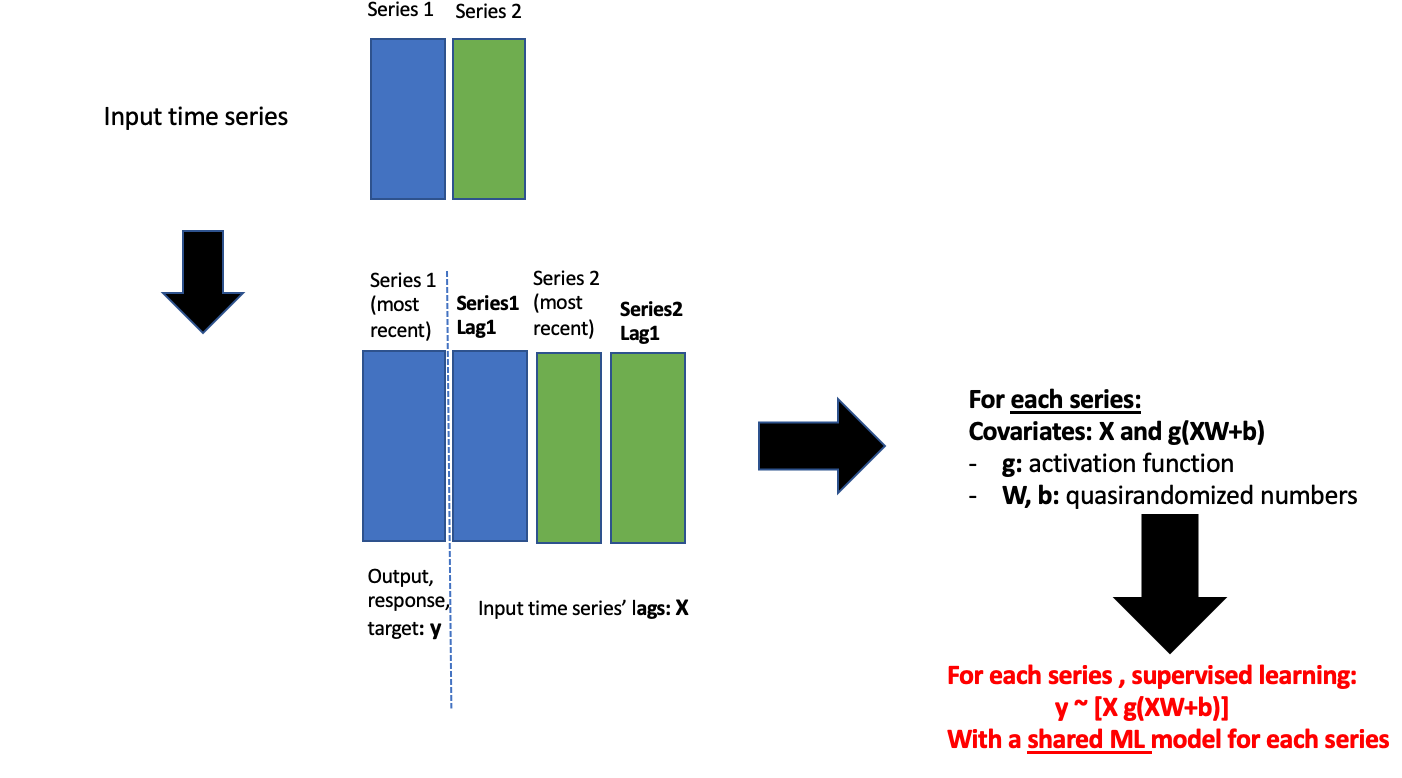 Series 1
Series 2
Input time series
Series 1
(most
recent)
Series1
Lag1
Series 2
(most
recent)
Series2
Lag1
Output,
response,
target: y
Input time series’ lags: X
For each series:
Covariates: X and g(XW+b)
- g: activation function
- W, b: quasirandomized numbers
For each series , supervised learning:
y ~ [X g(XW+b)]
With a shared ML model for each series